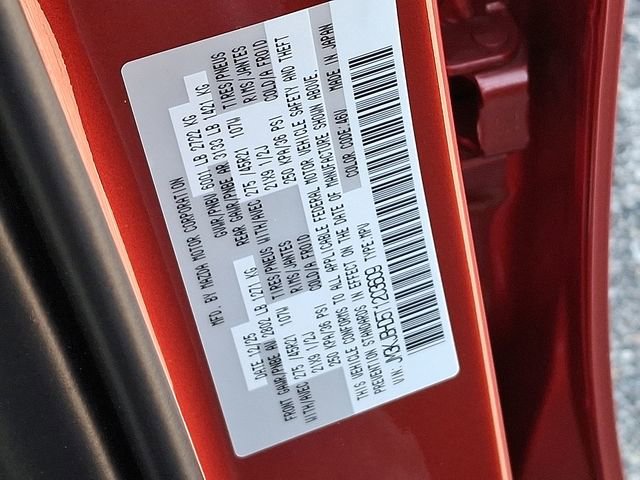 MFD. BY MAZDA MOTOR CORPORATION
DATE 12/25 GVWR/PNBV 6001 LB 2722 KG
FRONT GAWR/PNBE AV 2802 LB 1271 KG REAR GAWR/PNBE AR 3133 LB 1421 KG
WITH/AVEC TIRES/PNEUS WITH/AVEC TIRES/PNEUS
275 /45R21 107W RIMS/JANTES 275 /45R21 107W RIMS/JANTES
21X9 1/2J COLD/A FROID 21X9 1/2J COLD/A FROID
250 KPA/36 PSI 250 KPA/36 PSI
THIS VEHICLE CONFORMS TO ALL APPLICABLE FEDERAL MOTOR VEHICLE SAFETY AND THEFT
PREVENTION STANDARDS IN EFFECT ON THE DATE OF MANUFACTURE SHOWN ABOVE.
TYPE:MPV COLOR CODE:46V MADE IN JAPAN
VIN: